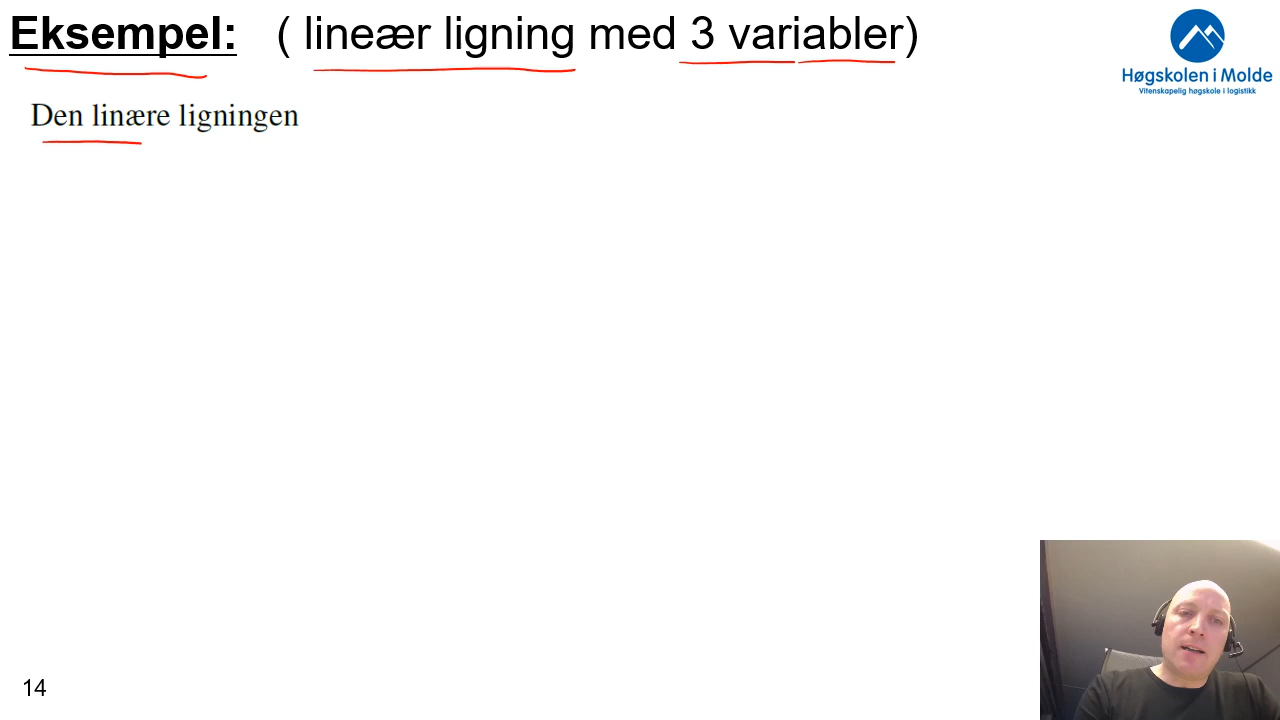 Eksempel: ( lineær ligning med 3 variabler)
Høgskolen i Molde
Vitenskapelig høgskole i logistikk
Den linære ligningen
14